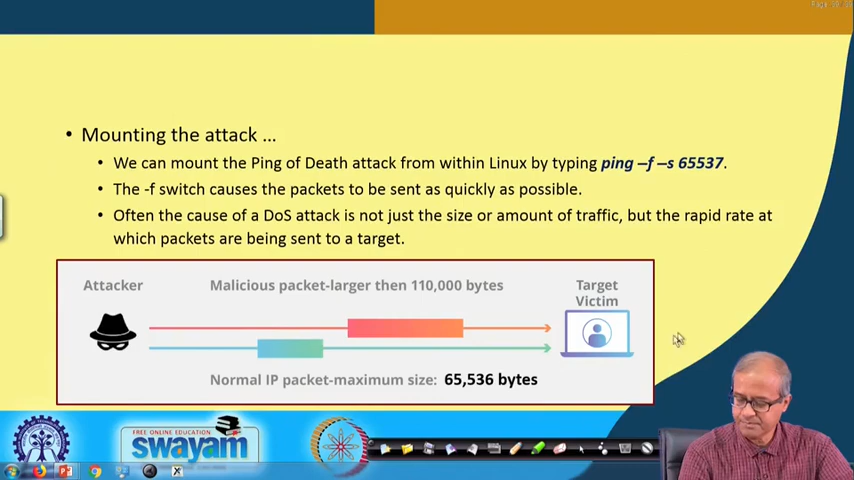 • Mounting the attack ...
• We can mount the Ping of Death attack from within Linux by typing ping –f –s 65537.
• The -f switch causes the packets to be sent as quickly as possible.
• Often the cause of a DoS attack is not just the size or amount of traffic, but the rapid rate at
which packets are being sent to a target.
Attacker
Malicious packet-larger then 110,000 bytes
Target
Victim
Normal IP packet-maximum size: 65,536 bytes
FREE ONLINE EDUCATION
swayam